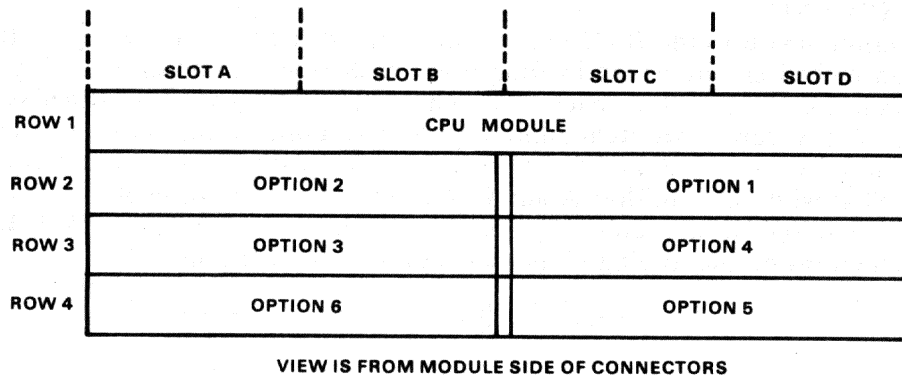 SLOT A SLOT B SLOT C SLOT D
ROW 1 CPU MODULE
ROW 2 OPTION 2 OPTION 1
ROW 3 OPTION 3 OPTION 4
ROW 4 OPTION 6 OPTION 5
VIEW IS FROM MODULE SIDE OF CONNECTORS